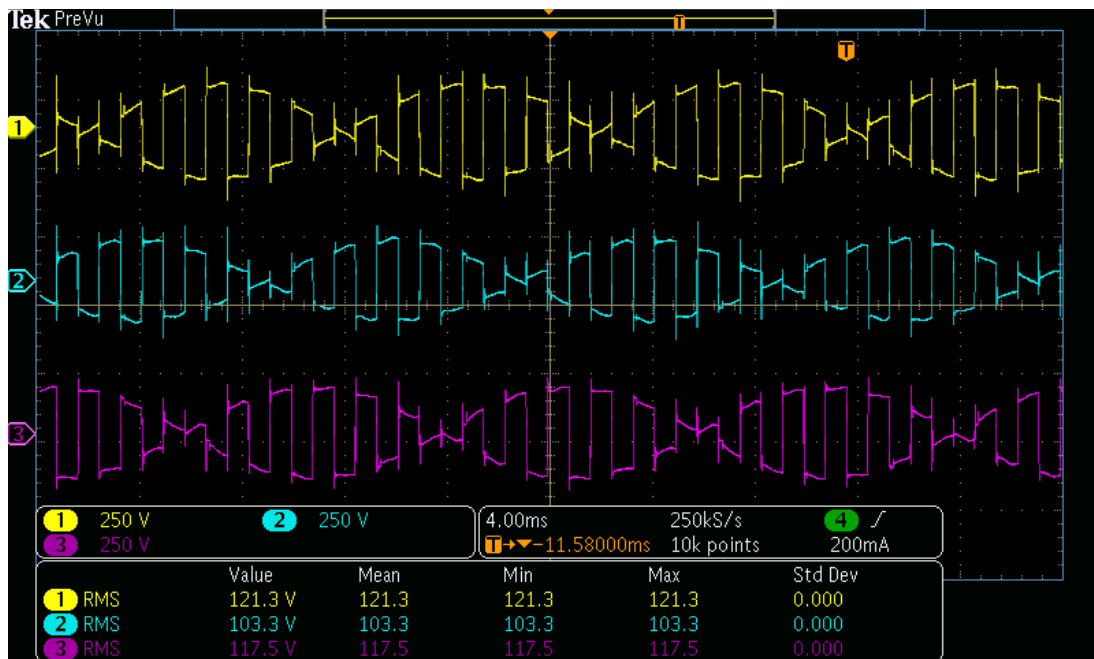 Tek PreVu
T
T
1
2
3
1 250 V 2 250 V 4.00ms 250kS/s 4 /
3 250 V T→▼−11.58000ms 10k points 200mA
Value Mean Min Max Std Dev
1 RMS 121.3 V 121.3 121.3 121.3 0.000
2 RMS 103.3 V 103.3 103.3 103.3 0.000
3 RMS 117.5 V 117.5 117.5 117.5 0.000